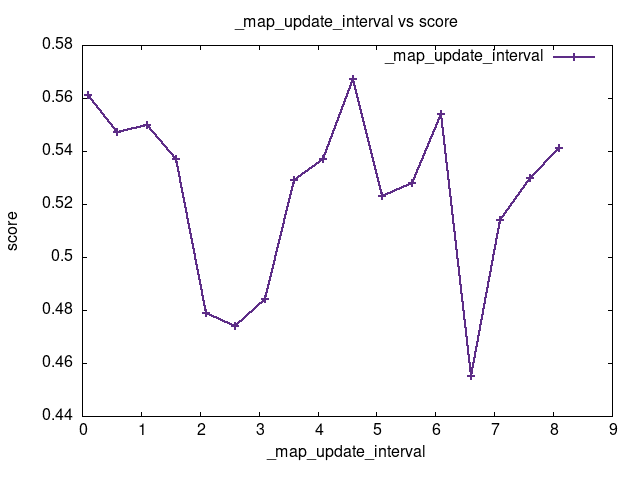 _map_update_interval vs score
_map_update_interval
0.58
0.56
0.54
0.52
0.5
0.48
0.46
0.44
score
0 1 2 3 4 5 6 7 8 9
_map_update_interval